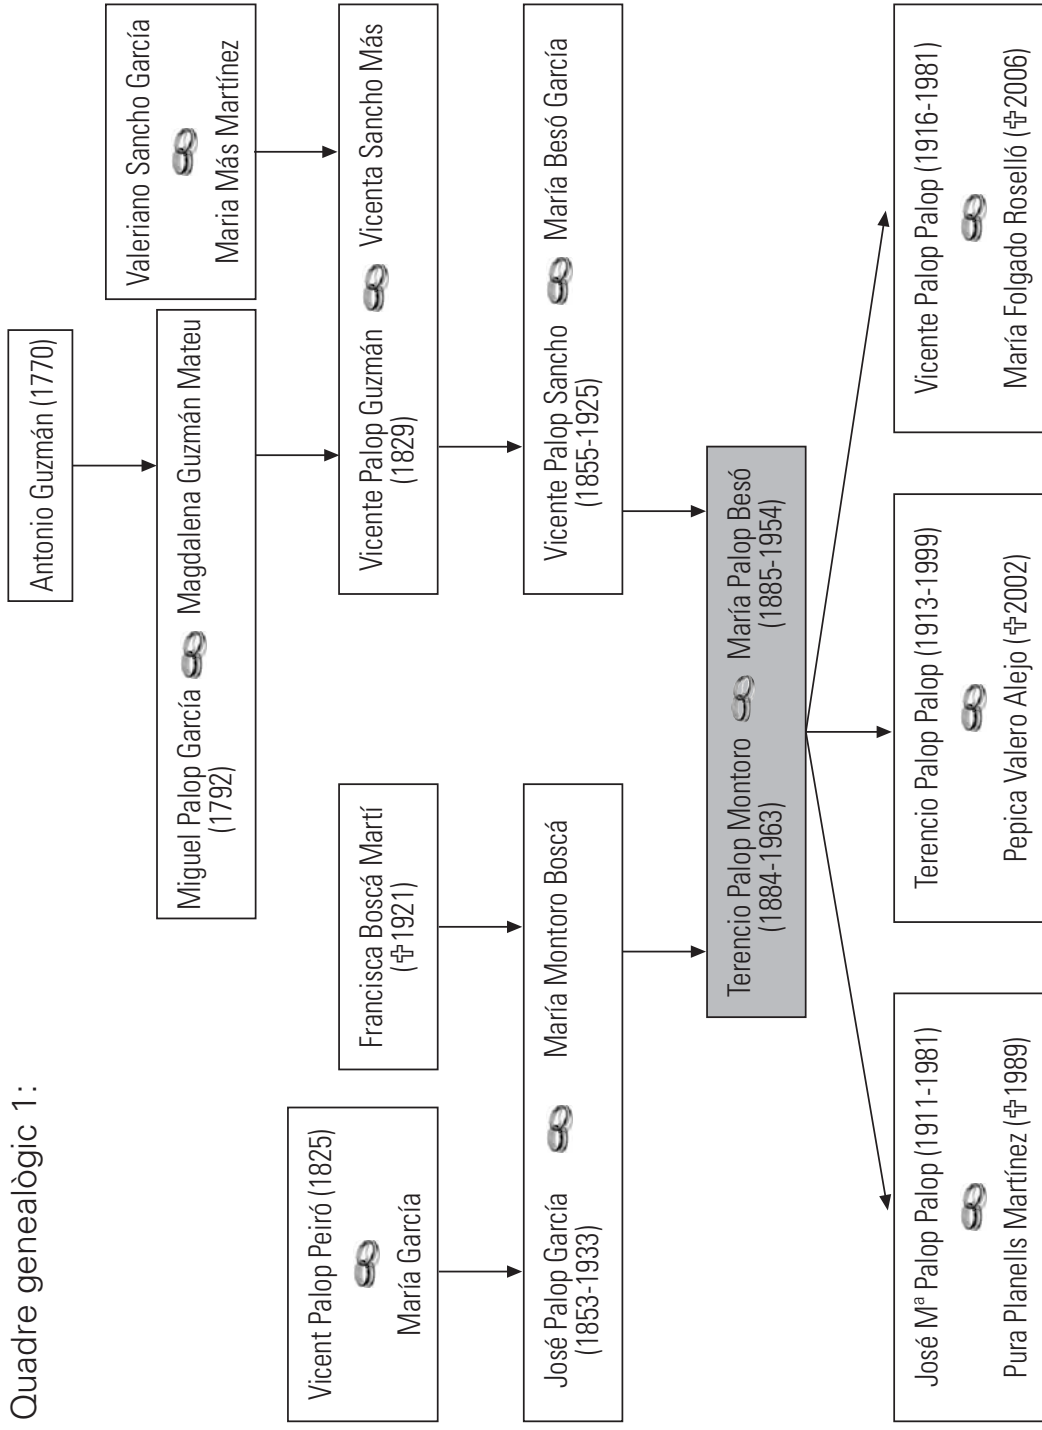 Quadre genealògic 1:
Antonio Guzmán (1770)
Valeriano Sancho García
Maria Más Martínez
Miguel Palop García
(1792)
Magdalena Guzmán Mateu
Vicent Palop Peiró (1825)
María García
Francisca Boscá Martí
(✞1921)
Vicente Palop Guzmán
(1829)
Vicenta Sancho Más
José Palop García
(1853-1933)
María Montoro Boscá
Vicente Palop Sancho
(1855-1925)
María Besó García
Terencio Palop Montoro
(1884-1963)
María Palop Besó
(1885-1954)
José Mª Palop Palop (1911-1981)
Pura Planells Martínez (✞1989)
Terencio Palop Palop (1913-1999)
Pepica Valero Alejo (✞2002)
Vicente Palop Palop (1916-1981)
María Folgado Roselló (✞2006)